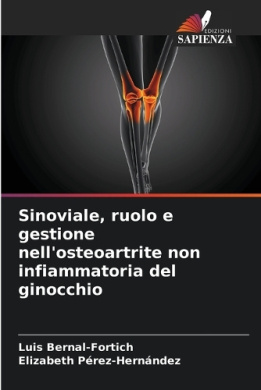 EDIZIONI
SAPIENZA
Sinoviale, ruolo e
gestione
nell'osteoartrite non
infiammatoria del
ginocchio
Luis Bernal-Fortich
Elizabeth Pérez-Hernández